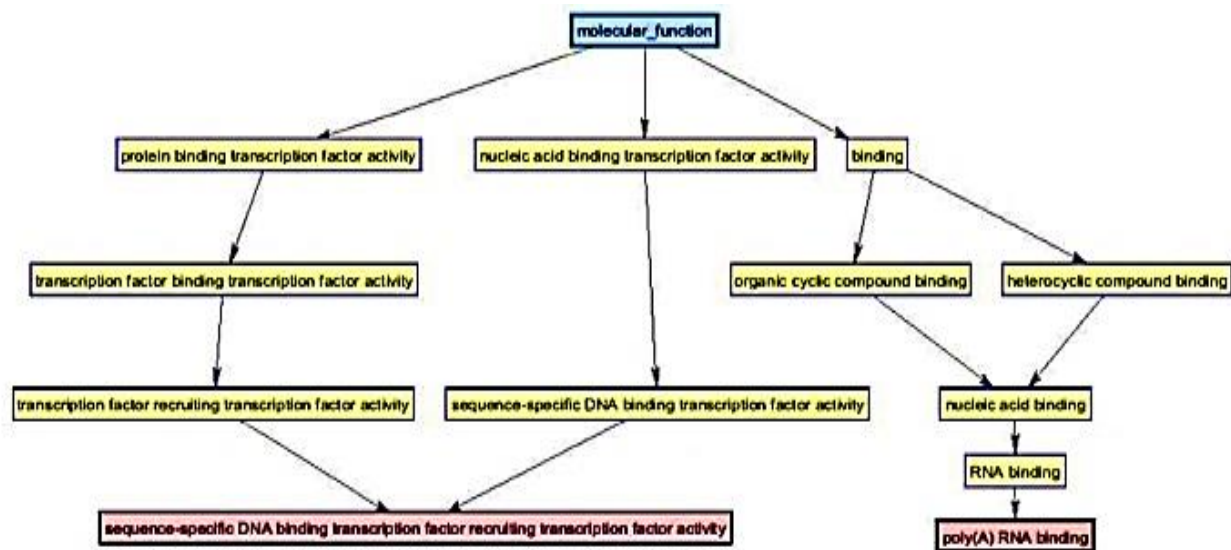 molecular_function
protein binding transcription factor activity
nucleic acid binding transcription factor activity
binding
transcription factor binding transcription factor activity
organic cyclic compound binding
heterocyclic compound binding
transcription factor recruiting transcription factor activity
sequence-specific DNA binding transcription factor activity
nucleic acid binding
RNA binding
sequence-specific DNA binding transcription factor recruiting transcription factor activity
poly(A) RNA binding